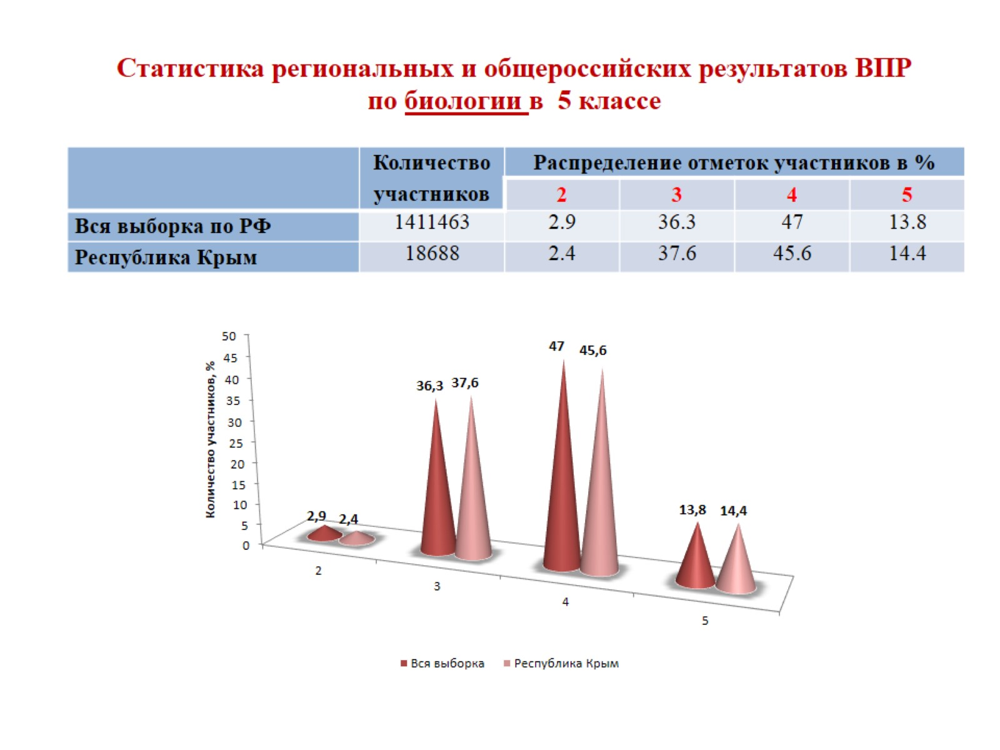 Статистика региональных и общероссийских результатов ВПР
по биологии в 5 классе
Количество участников
Распределение отметок участников в %
2 3 4 5
Вся выборка по РФ 1411463 2.9 36.3 47 13.8
Республика Крым 18688 2.4 37.6 45.6 14.4
Количество участников, %
50
45
40
35
30
25
20
15
10
5
0
2,9 2,4
36,3 37,6
47 45,6
13,8 14,4
2
3
4
5
Вся выборка Республика Крым